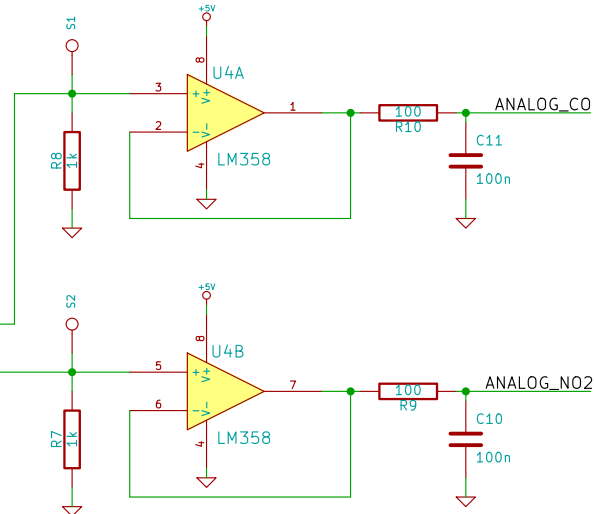 S1
+5V
8
U4A
3
+
V+
ANALOG_CO
1
100
R10
2
-
V-
C11
R8
1k
4
LM358
100n
S2
+5V
8
U4B
5
+
V+
ANALOG_NO2
7
100
R9
6
-
V-
C10
R7
1k
4
LM358
100n